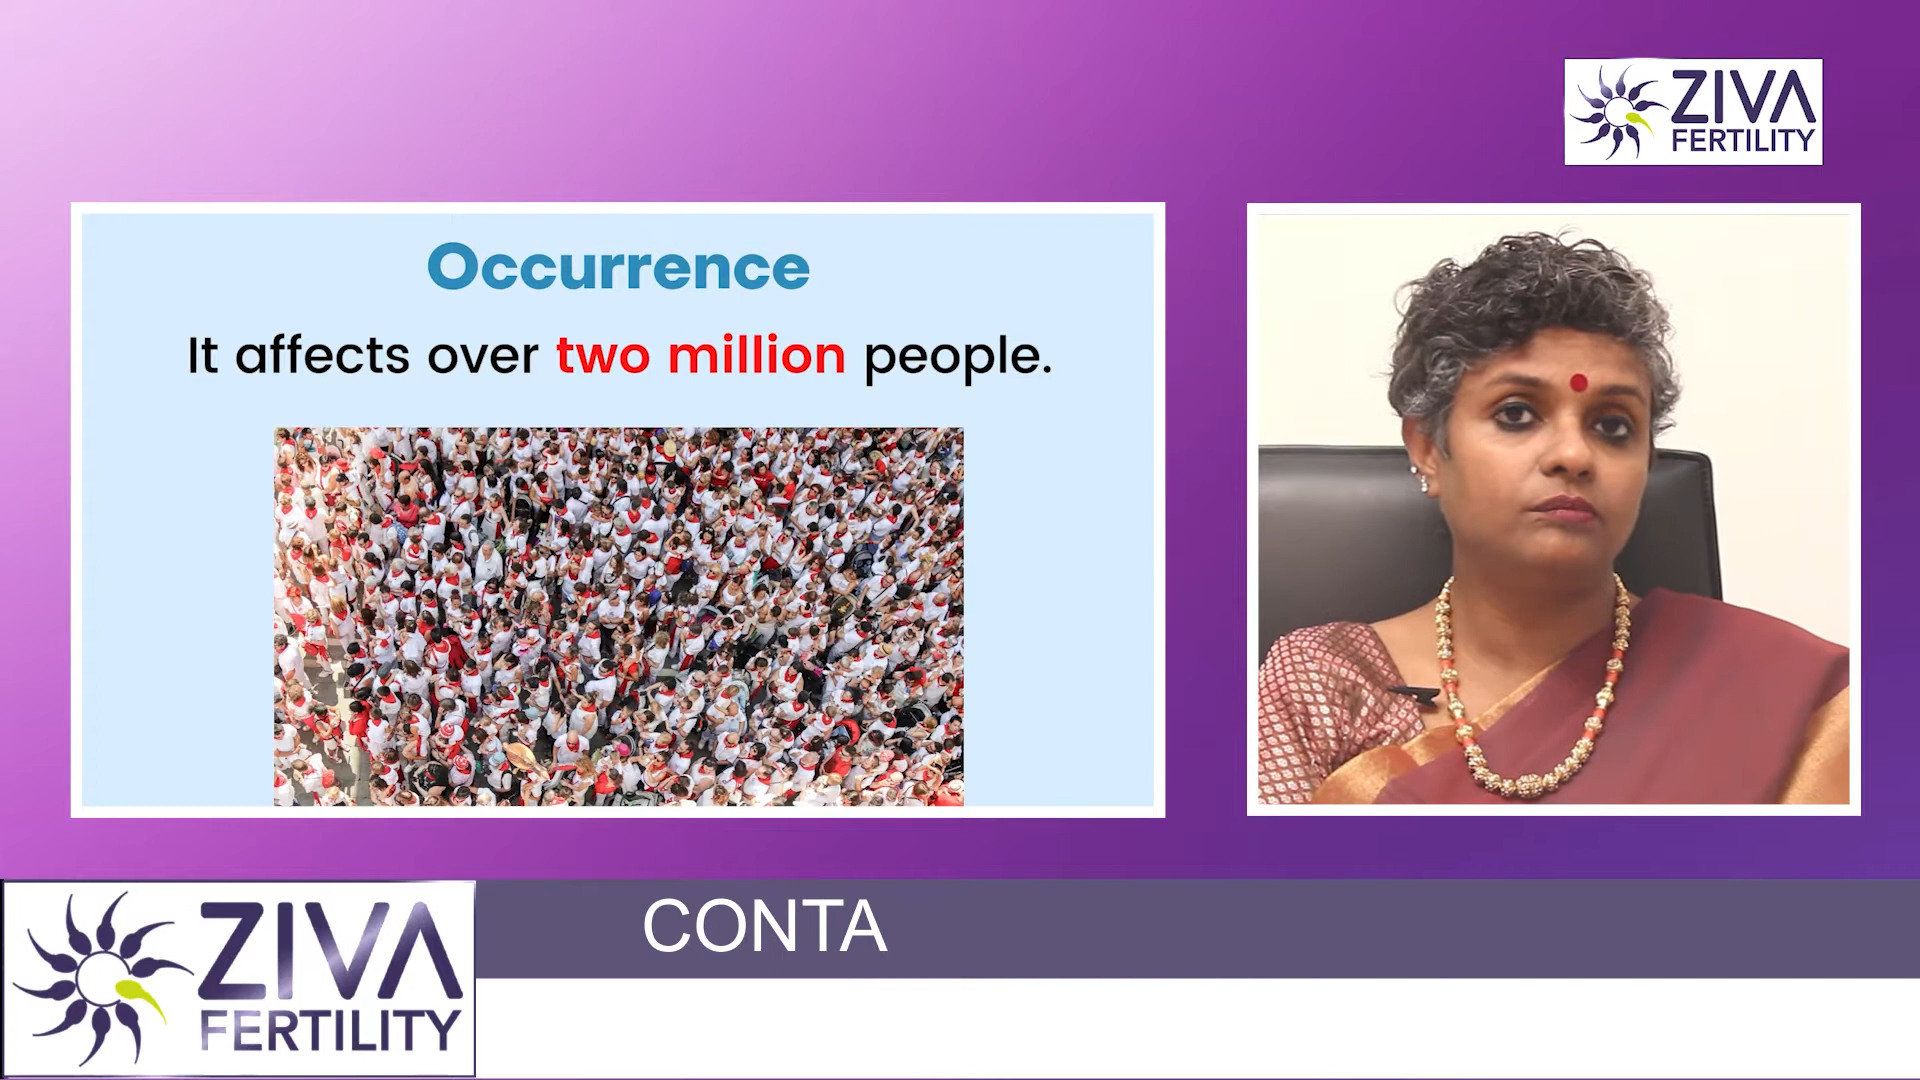 ZIVA
FERTILITY
Occurrence
It affects over two million people.
CONTA
ZIVA
FERTILITY